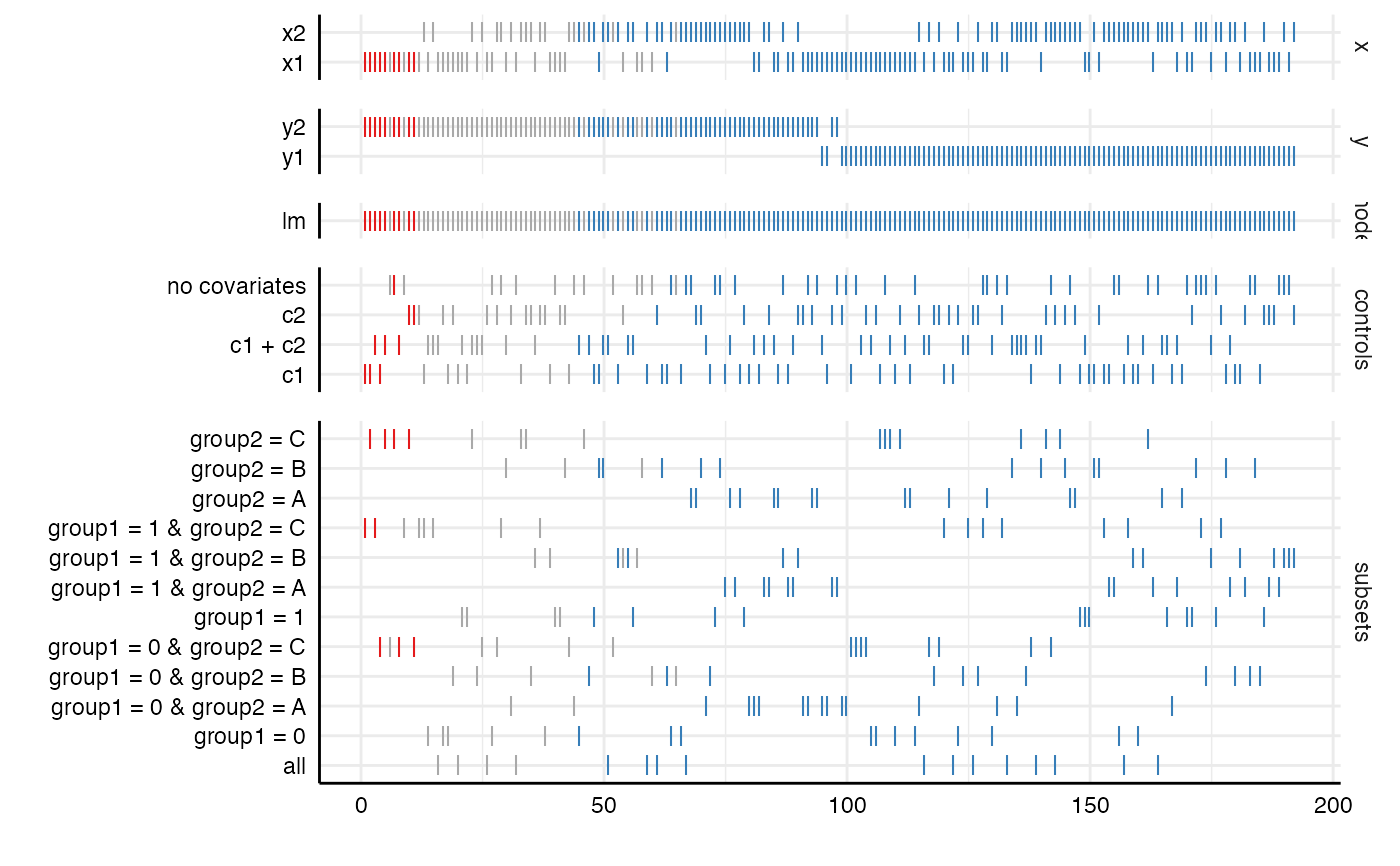 x2
x1
x
y2
y1
y
lm
no covariates
c2
c1 + c2
c1
controls
group2 = C
group2 = B
group2 = A
group1 = 1 & group2 = C
group1 = 1 & group2 = B
group1 = 1 & group2 = A
group1 = 1
group1 = 0 & group2 = C
group1 = 0 & group2 = B
group1 = 0 & group2 = A
group1 = 0
all
subsets
0 50 100 150 200